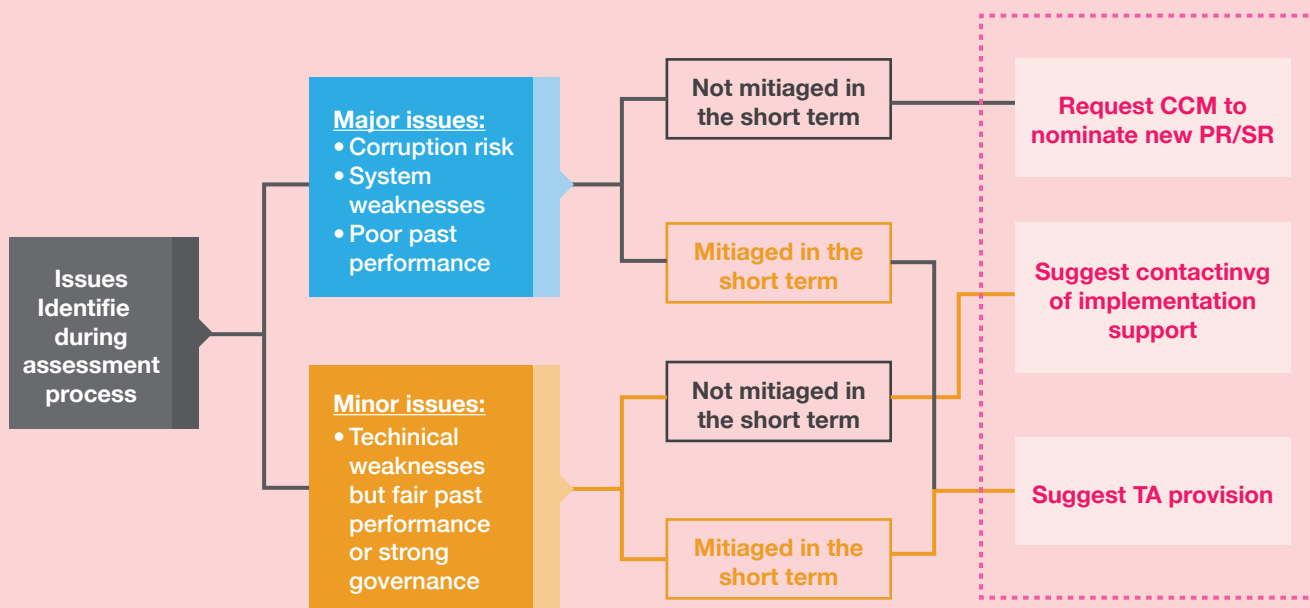 Issues
Identifie
during
assessment
process
Major issues:
• Corruption risk
• System
weaknesses
• Poor past
performance
Minor issues:
• Techinical
weaknesses
but fair past
performance
or strong
governance
Not mitiaged in
the short term
Mitiaged in the
short term
Not mitiaged in
the short term
Mitiaged in the
short term
Request CCM to
nominate new PR/SR
Suggest contactinvg
of implementation
support
Suggest TA provision